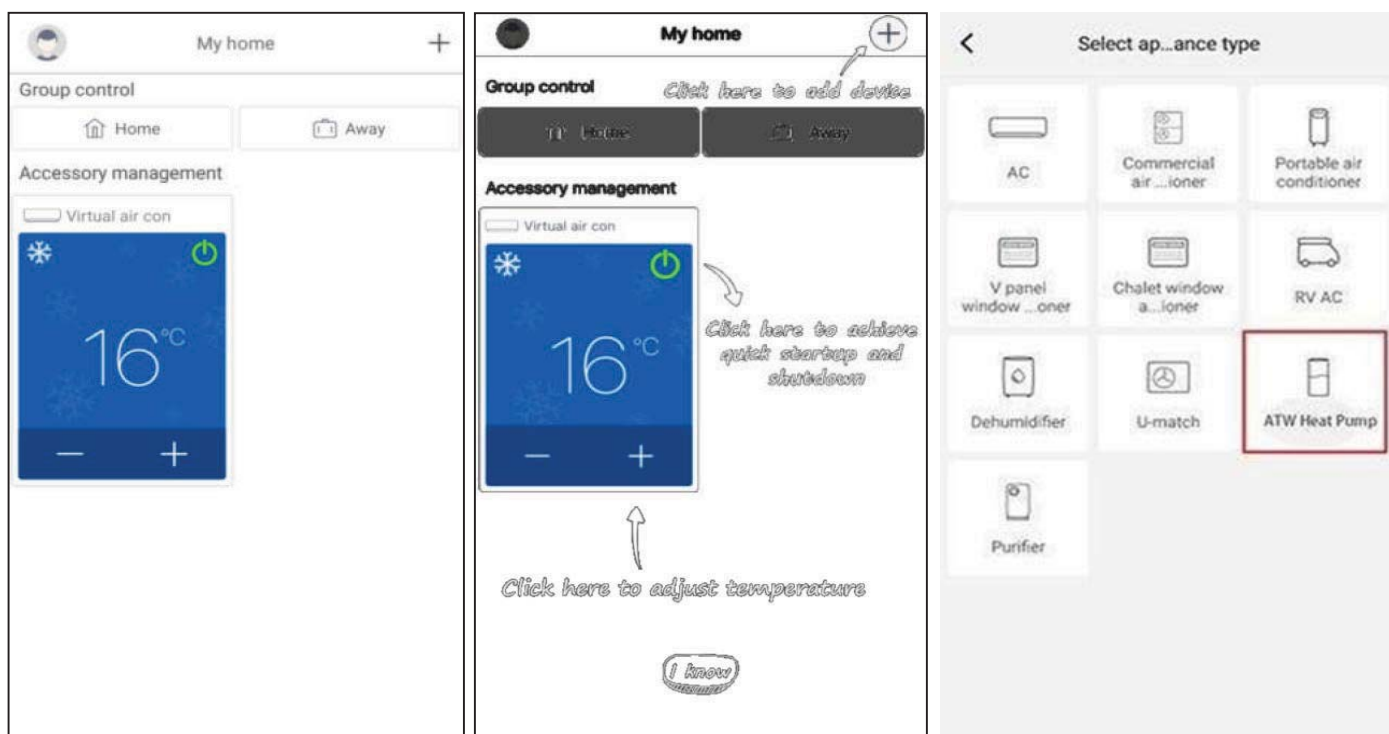 My home
+
Group control
Home
Away
Accessory management
Virtual air con
16°C
− +
My home
+
Click here to add device
Group control
Home
Away
Accessory management
Virtual air con
16°C
− +
Click here to achieve
quick startup and
shutdown
Click here to adjust temperature
I know
Select ap...ance type
AC
Commercial
air ...ioner
Portable air
conditioner
V panel
window ...oner
Chalet window
a...ioner
RV AC
Dehumidifier
U-match
ATW Heat Pump
Purifier